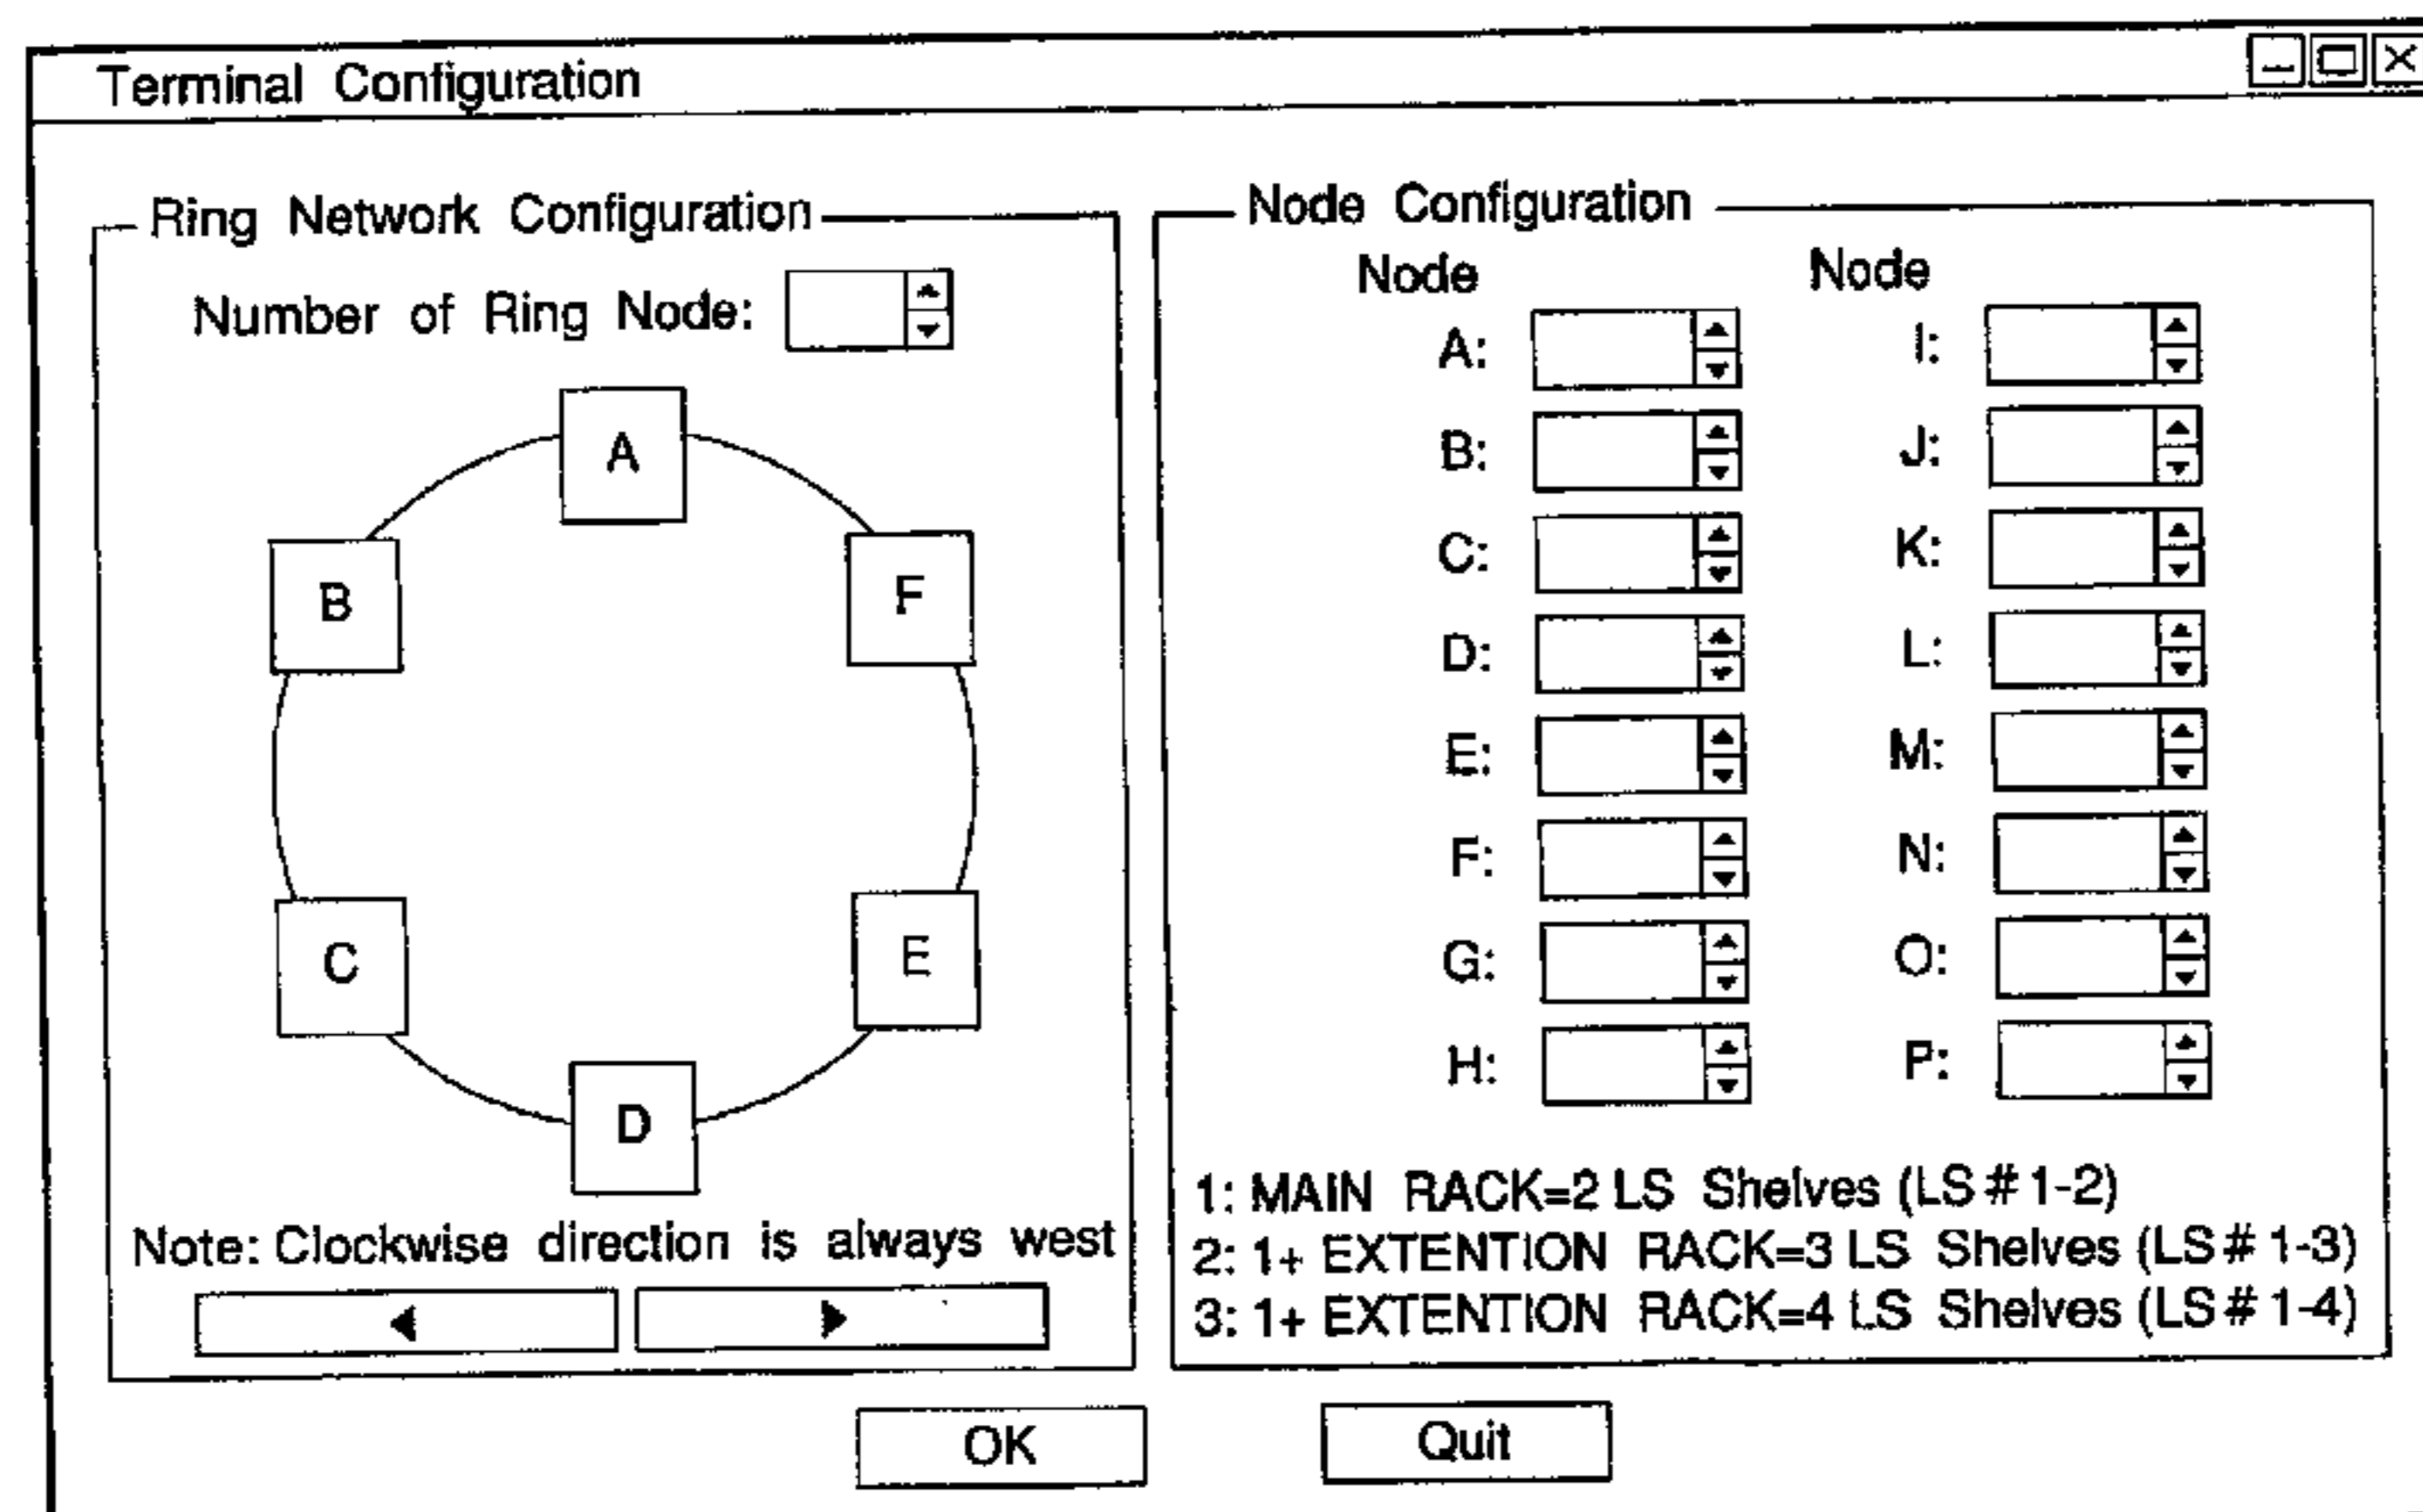 Terminal Configuration
Ring Network Configuration
Number of Ring Node:
A
B
F
C
E
D
Note: Clockwise direction is always west
Node Configuration
Node Node
A: I:
B: J:
C: K:
D: L:
E: M:
F: N:
G: O:
H: P:
1: MAIN RACK=2 LS Shelves (LS # 1-2)
2: 1+ EXTENTION RACK=3 LS Shelves (LS # 1-3)
3: 1+ EXTENTION RACK=4 LS Shelves (LS # 1-4)
OK Quit